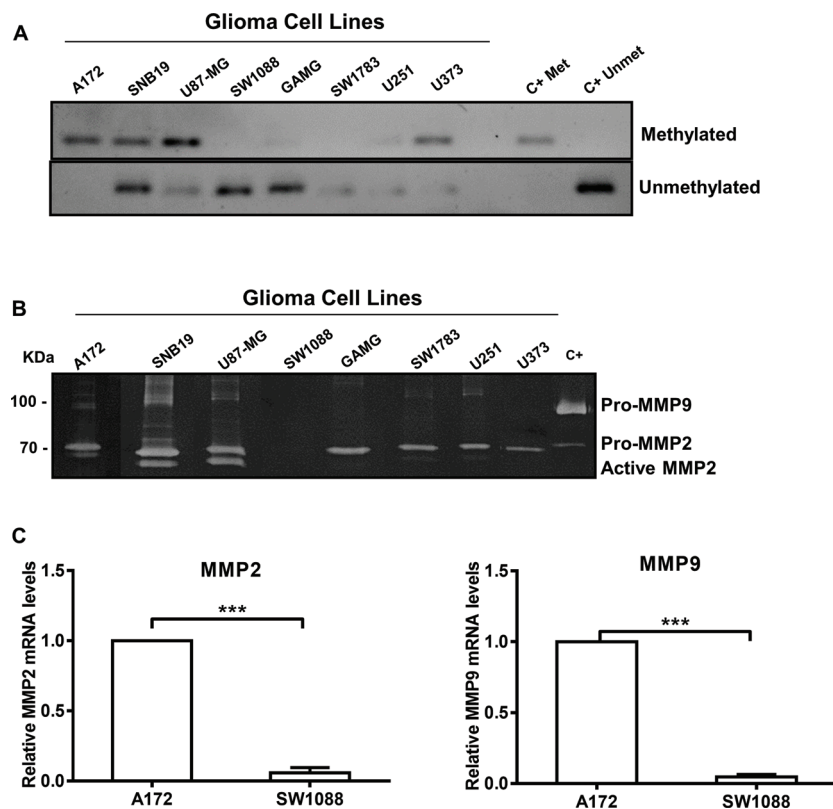 A
Glioma Cell Lines
A172 SNB19 U87-MG SW1088 GAMG SW1783 U251 U373 C+ Met C+ Unmet
Methylated
Unmethylated
B
Glioma Cell Lines
KDa A172 SNB19 U87-MG SW1088 GAMG SW1783 U251 U373 C+
100 - Pro-MMP9
70 - Pro-MMP2
Active MMP2
C
MMP2
Relative MMP2 mRNA levels
1.5
1.0
0.5
0.0
***
A172 SW1088
MMP9
Relative MMP9 mRNA levels
1.5
1.0
0.5
0.0
***
A172 SW1088